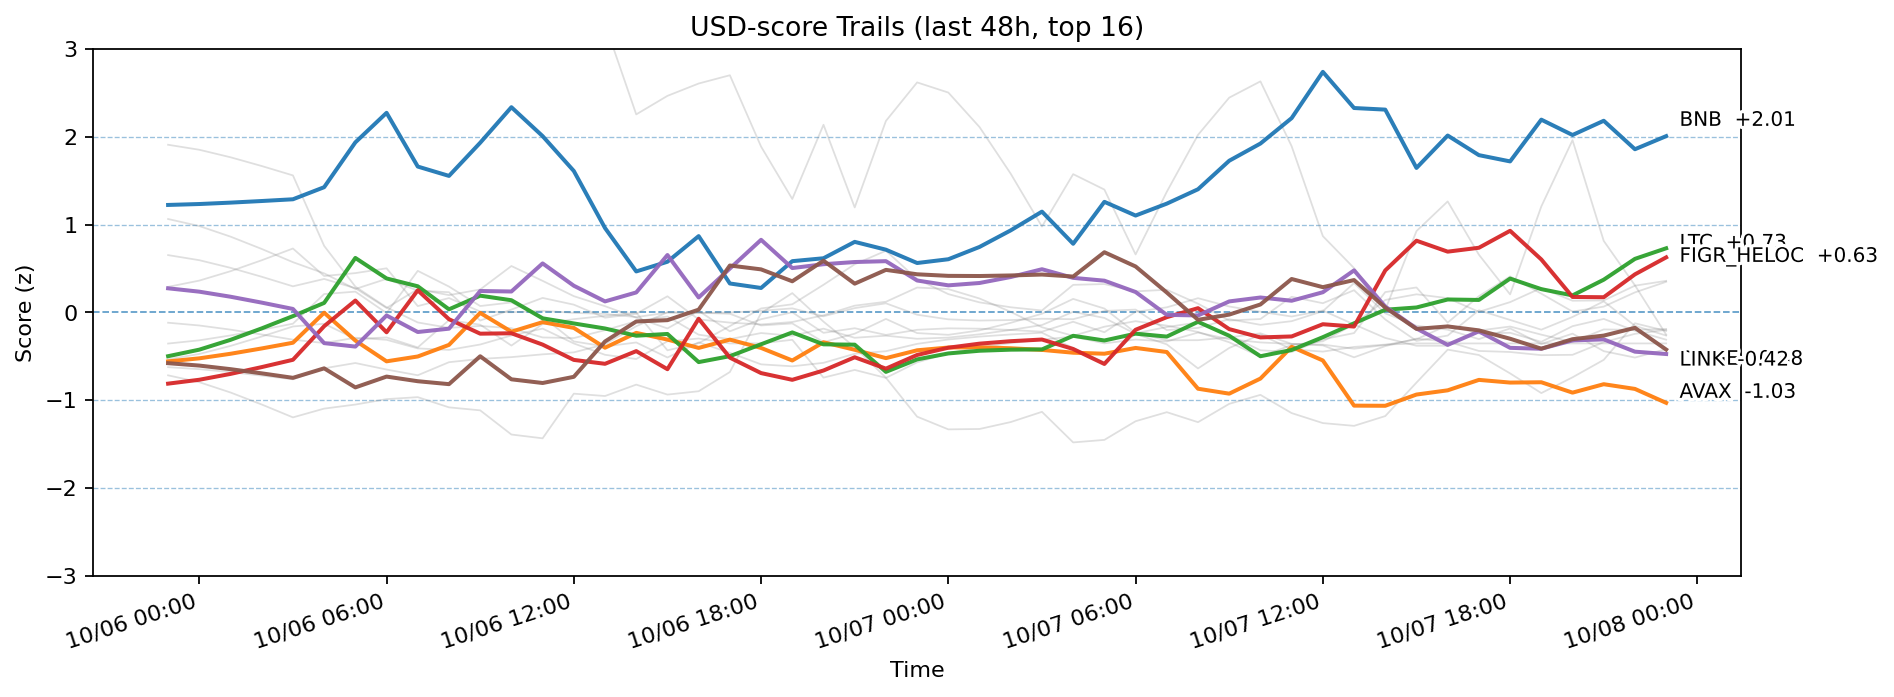 USD-score Trails (last 48h, top 16)
Score (z)
3
2
1
0
−1
−2
−3
BNB +2.01
LTC +0.73
FIGR_HELOC +0.63
AVAX -1.03
10/06 00:00
10/06 06:00
10/06 12:00
10/06 18:00
10/07 00:00
10/07 06:00
10/07 12:00
10/07 18:00
10/08 00:00
Time